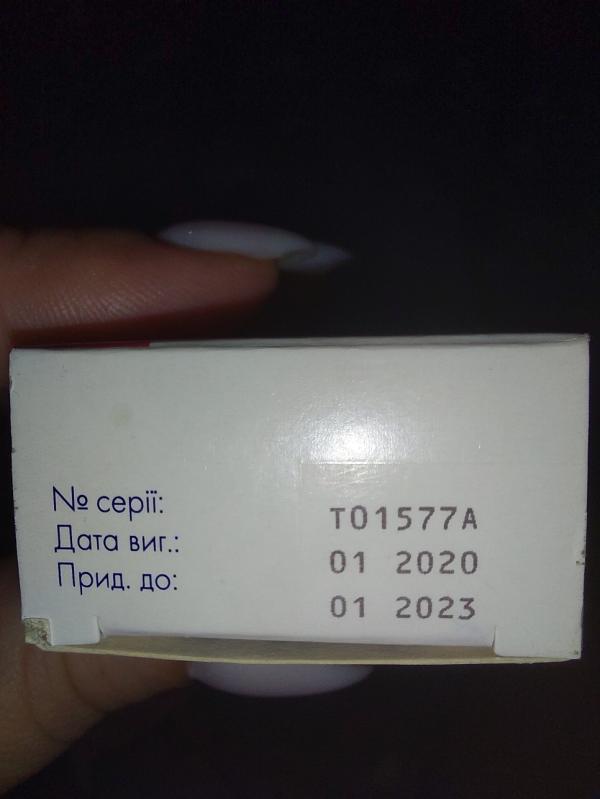 № серії: T01577A
Дата виг.: 01 2020
Прид. до: 01 2023